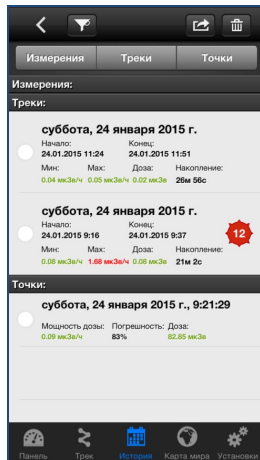 Измерения Треки Точки
Измерения:
Треки:
суббота, 24 января 2015 г.
Начало: Конец:
24.01.2015 11:24 24.01.2015 11:51
Мин: Max: Доза: Накопление:
0.04 мкЗв/ч 0.05 мкЗв/ч 0.02 мкЗв 26м 56с
суббота, 24 января 2015 г.
Начало: Конец:
24.01.2015 9:16 24.01.2015 9:37
12
Мин: Max: Доза: Накопление:
0.08 мкЗв/ч 1.68 мкЗв/ч 0.08 мкЗв 21м 2с
Точки:
суббота, 24 января 2015 г., 9:21:29
Мощность дозы: Погрешность: Доза:
0.09 мкЗв/ч 83% 82.85 мкЗв
Панель Трек История Карта мира Установки